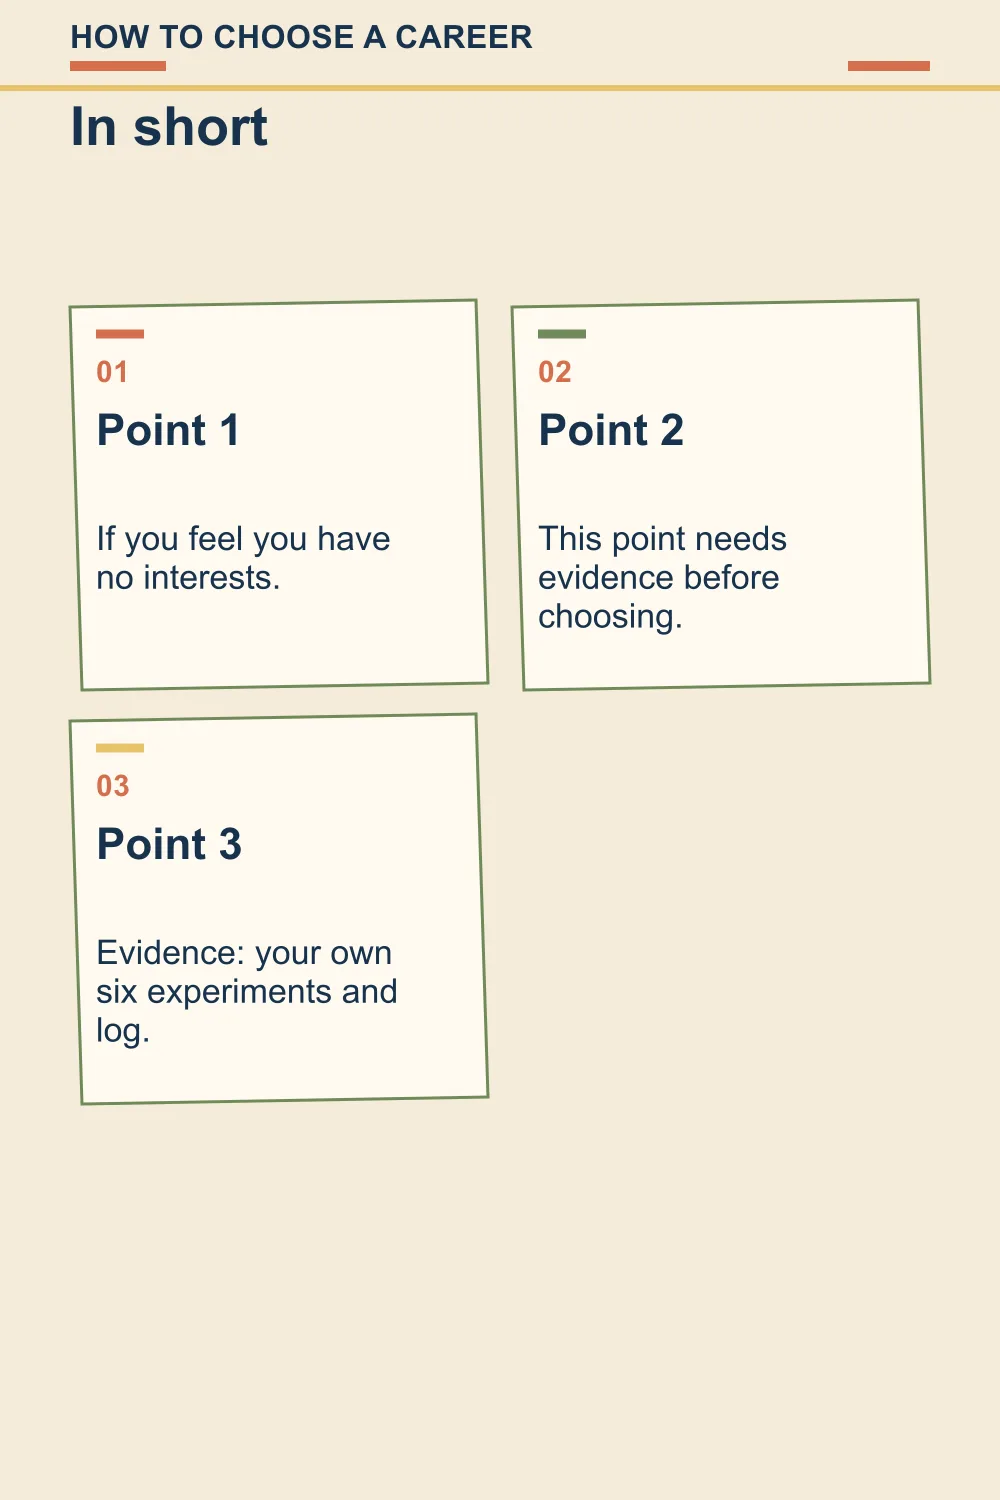 HOW TO CHOOSE A CAREER
In short
01
Point 1
If you feel you have
no interests.
02
Point 2
This point needs
evidence before
choosing.
03
Point 3
Evidence: your own
six experiments and
log.